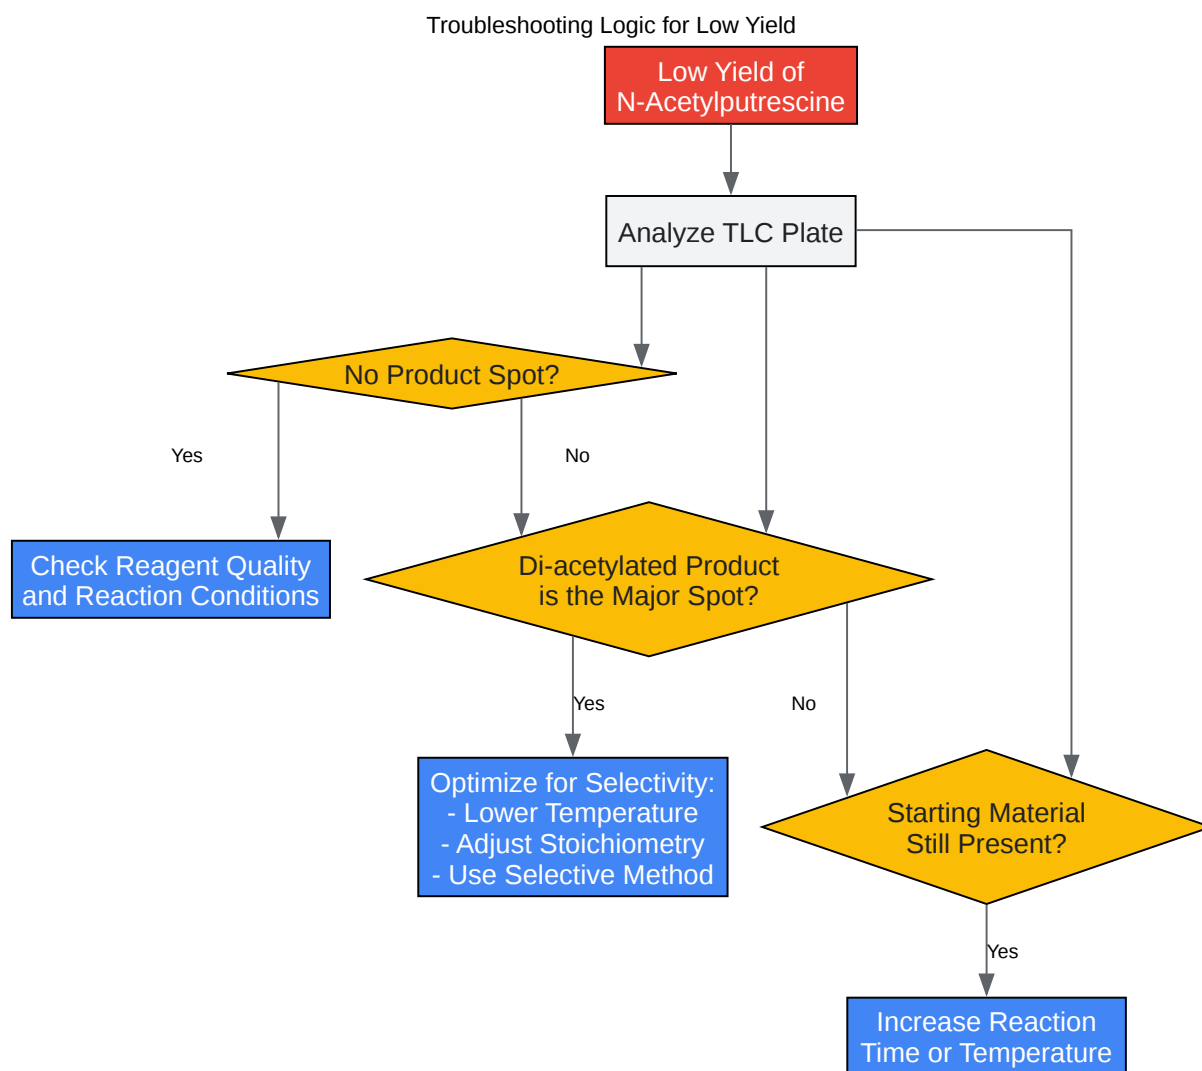 Troubleshooting Logic for Low Yield
Low Yield of
N-Acetylputrescine
Analyze TLC Plate
No Product Spot?
Yes
No
Check Reagent Quality
and Reaction Conditions
Di-acetylated Product
is the Major Spot?
Yes
No
Optimize for Selectivity:
- Lower Temperature
- Adjust Stoichiometry
- Use Selective Method
Starting Material
Still Present?
Yes
Increase Reaction
Time or Temperature